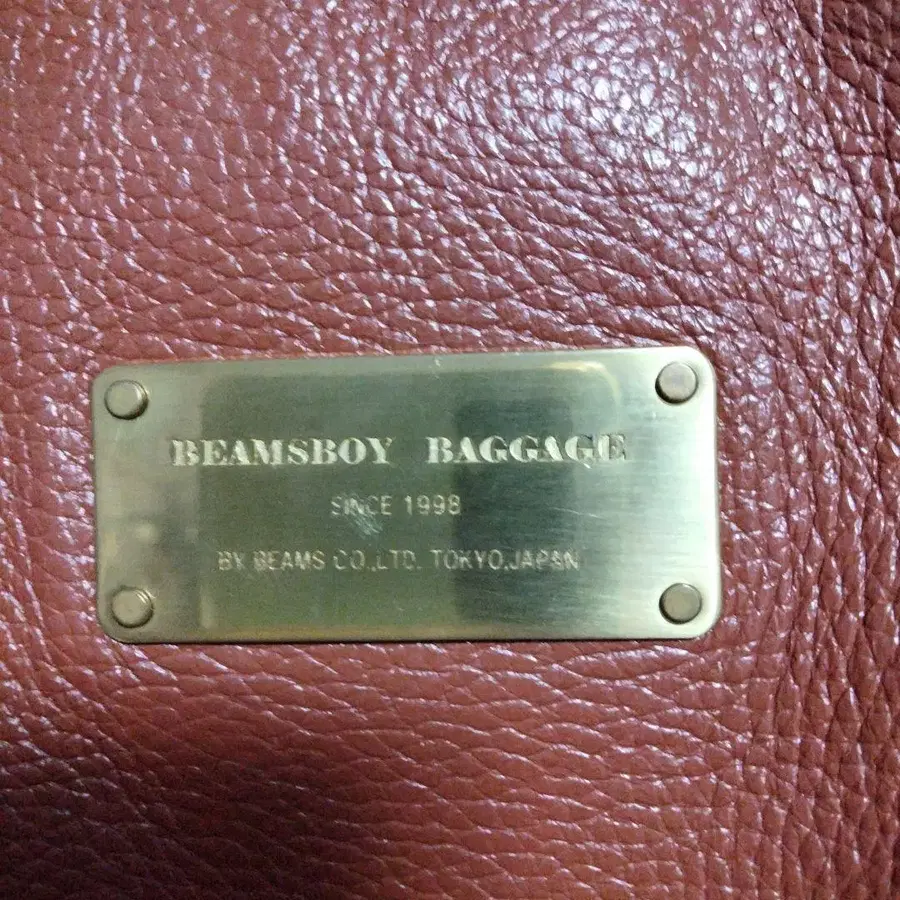 BEAMSBOY BAGGAGE
SINCE 1998
BY BEAMS CO.,LTD. TOKYO,JAPAN